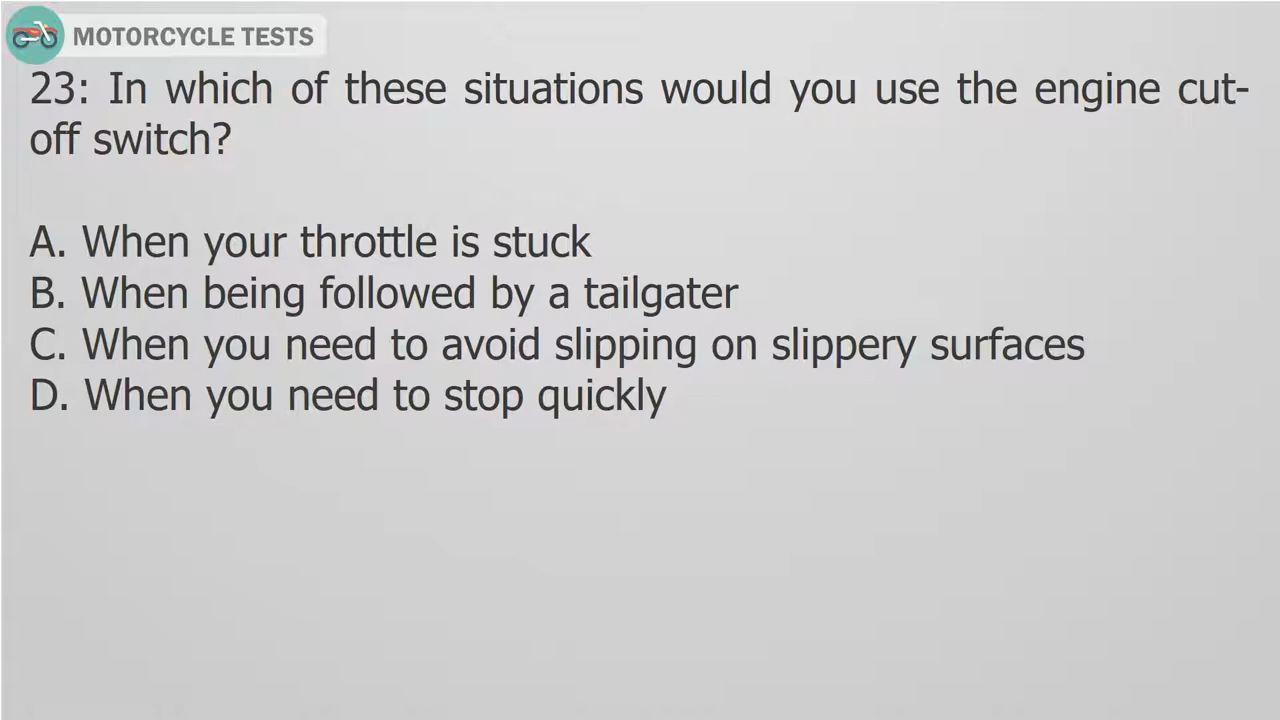 MOTORCYCLE TESTS
23: In which of these situations would you use the engine cut-
off switch?
A. When your throttle is stuck
B. When being followed by a tailgater
C. When you need to avoid slipping on slippery surfaces
D. When you need to stop quickly